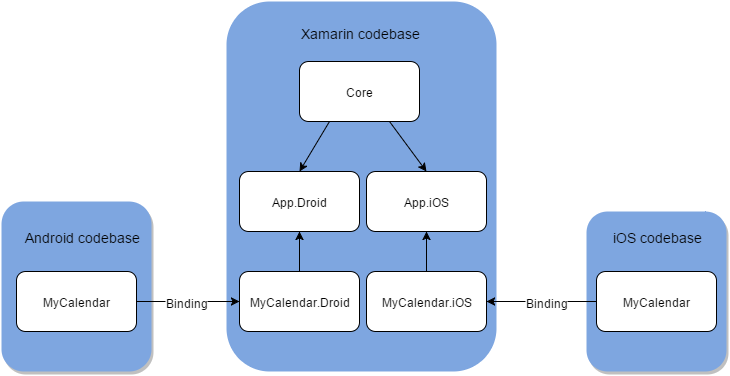 Xamarin codebase
Core
App.Droid
App.iOS
Android codebase
iOS codebase
MyCalendar
Binding
MyCalendar.Droid
MyCalendar.iOS
Binding
MyCalendar